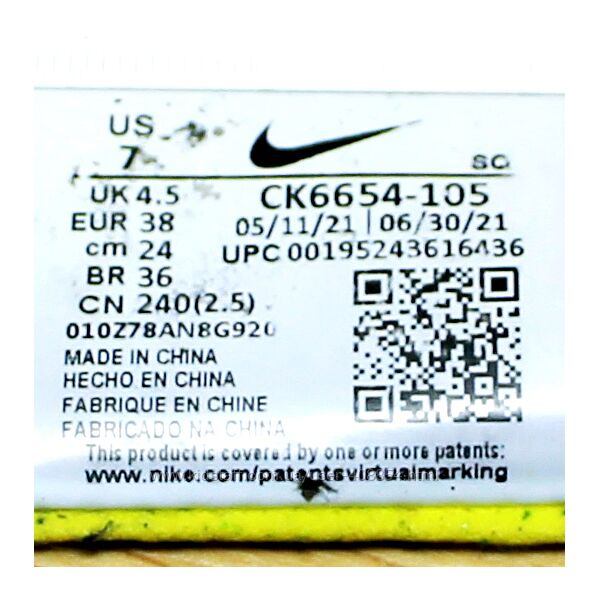 US
7
SC
UK 4.5
CK6654-105
EUR 38
05/11/21 | 06/30/21
cm 24
UPC 00195243616436
BR 36
CN 240(2.5)
010Z78AN8G920
MADE IN CHINA
HECHO EN CHINA
FABRIQUE EN CHINE
FABRICADO NA CHINA
This product is covered by one or more patents:
www.nike.com/patentsvirtualmarking